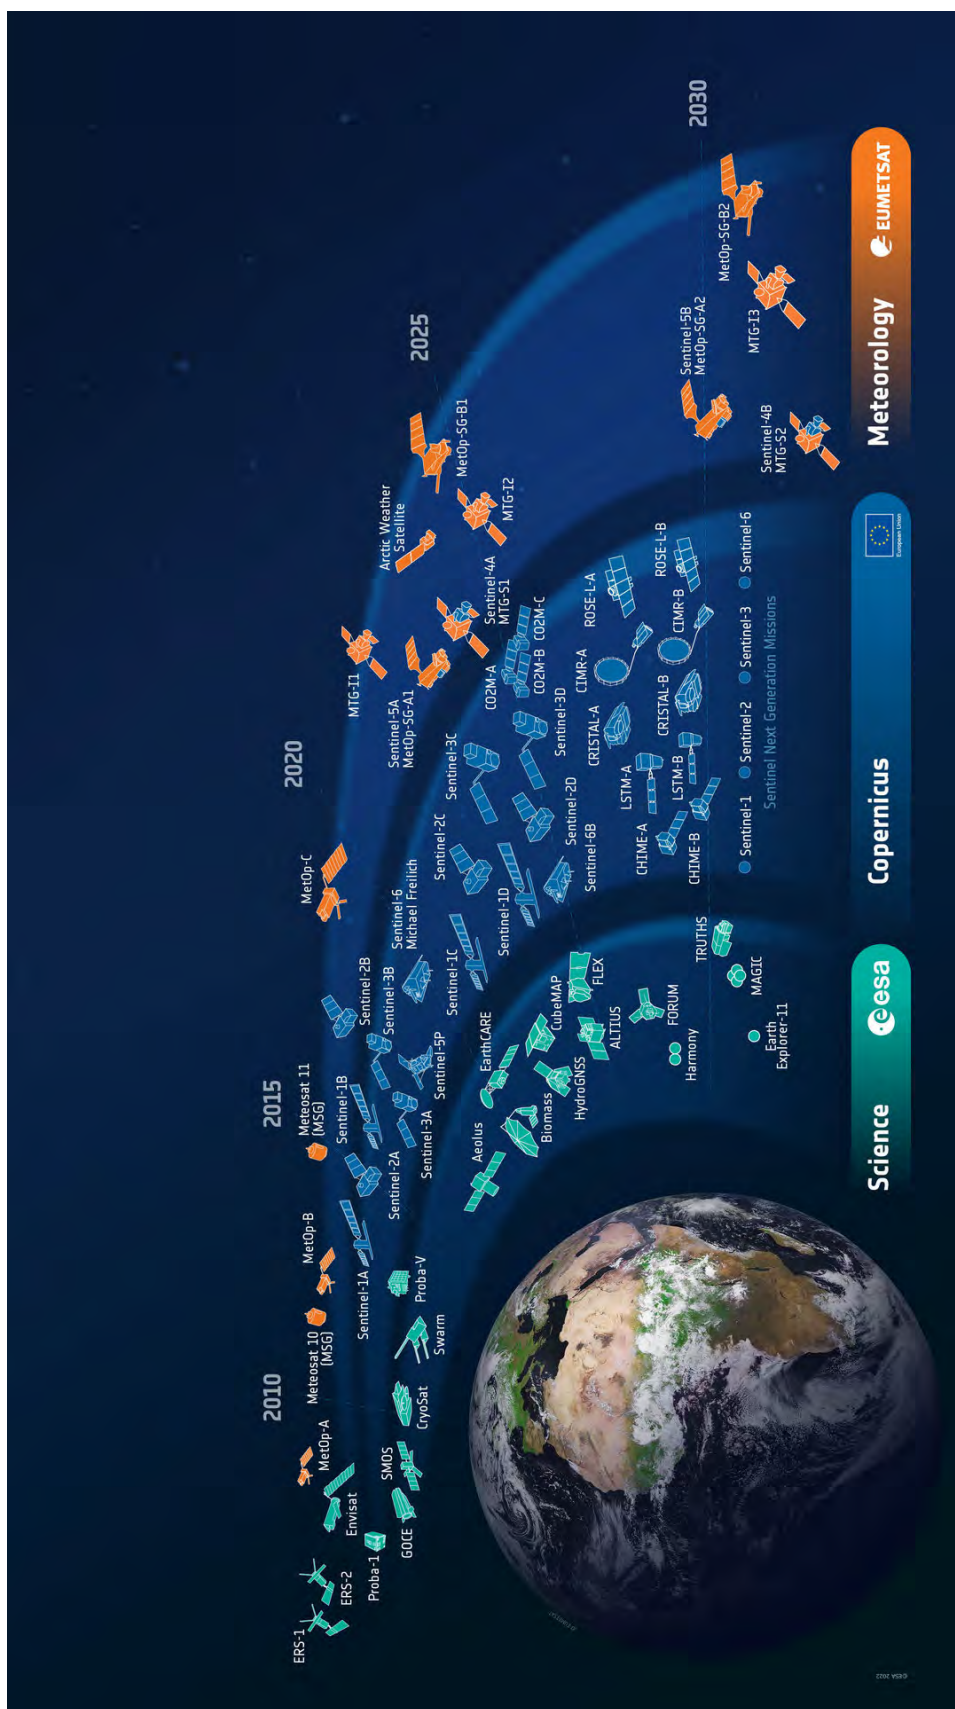 2010
2015
2020
2025
2030
ERS-1
ERS-2
Envisat
Proba-1
GOCE
SMOS
MetOp-A
CryoSat
Swarm
Proba-V
Meteosat 10
(MSG)
MetOp-B
Sentinel-1A
Sentinel-2A
Sentinel-3A
Meteosat 11
(MSG)
Sentinel-1B
Sentinel-2B
Sentinel-3B
Sentinel-5P
MetOp-C
Sentinel-6
Michael Freilich
Aeolus
EarthCARE
Biomass
HydroGNSS
CubeMAP
ALTIUS
FLEX
FORUM
Harmony
TRUTHS
MAGIC
Earth
Explorer-11
Sentinel-1C
Sentinel-1D
Sentinel-2C
Sentinel-2D
Sentinel-3C
Sentinel-3D
Sentinel-6B
CO2M-A
CO2M-B
CO2M-C
MTG-I1
Sentinel-5A
MetOp-SG-A1
Sentinel-4A
MTG-S1
Arctic Weather
Satellite
MTG-I2
MetOp-SG-B1
CHIME-A
CHIME-B
LSTM-A
LSTM-B
CRISTAL-A
CRISTAL-B
CIMR-A
CIMR-B
ROSE-L-A
ROSE-L-B
Sentinel-1
Sentinel-2
Sentinel-3
Sentinel-6
Sentinel Next Generation Missions
Sentinel-4B
MTG-S2
Sentinel-5B
MetOp-SG-A2
MTG-I3
MetOp-SG-B2
Science
esa
Copernicus
European Union
Meteorology
EUMETSAT
©ESA 2022